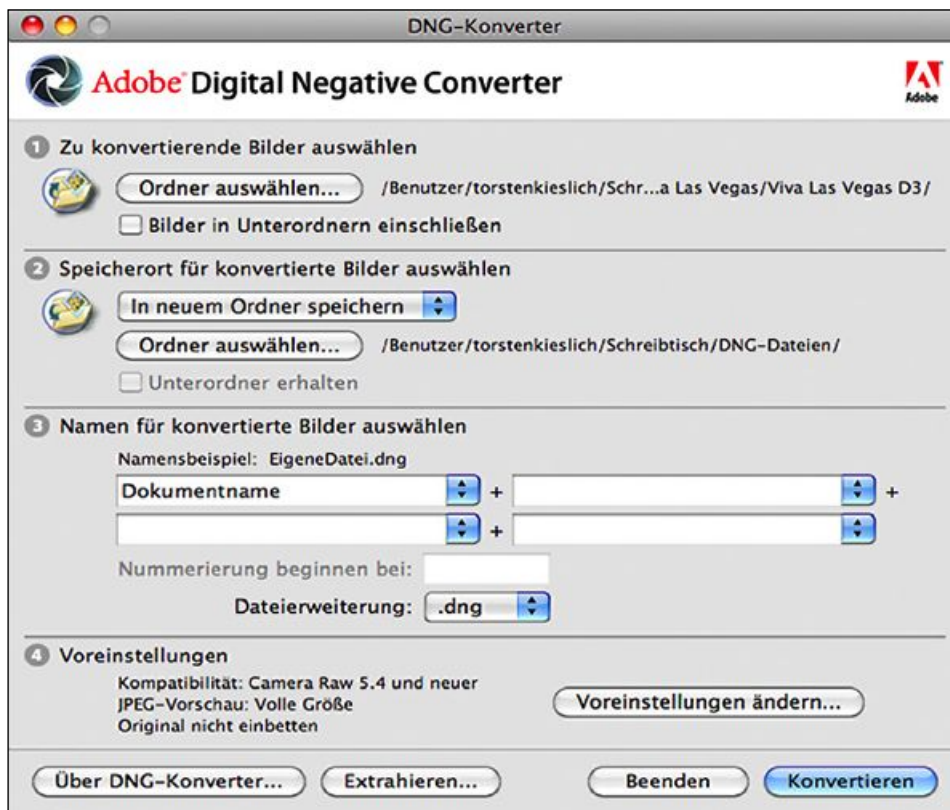 DNG-Konverter
Adobe® Digital Negative Converter
Adobe
1 Zu konvertierende Bilder auswählen
Ordner auswählen... /Benutzer/torstenkieslich/Schr...a Las Vegas/Viva Las Vegas D3/
Bilder in Unterordnern einschließen
2 Speicherort für konvertierte Bilder auswählen
In neuem Ordner speichern
Ordner auswählen... /Benutzer/torstenkieslich/Schreibtisch/DNG-Dateien/
Unterordner erhalten
3 Namen für konvertierte Bilder auswählen
Namensbeispiel: EigeneDatei.dng
Dokumentname + +
+
Nummerierung beginnen bei:
Dateierweiterung: .dng
4 Voreinstellungen
Kompatibilität: Camera Raw 5.4 und neuer
JPEG-Vorschau: Volle Größe
Original nicht einbetten
Voreinstellungen ändern...
Über DNG-Konverter... Extrahieren... Beenden Konvertieren